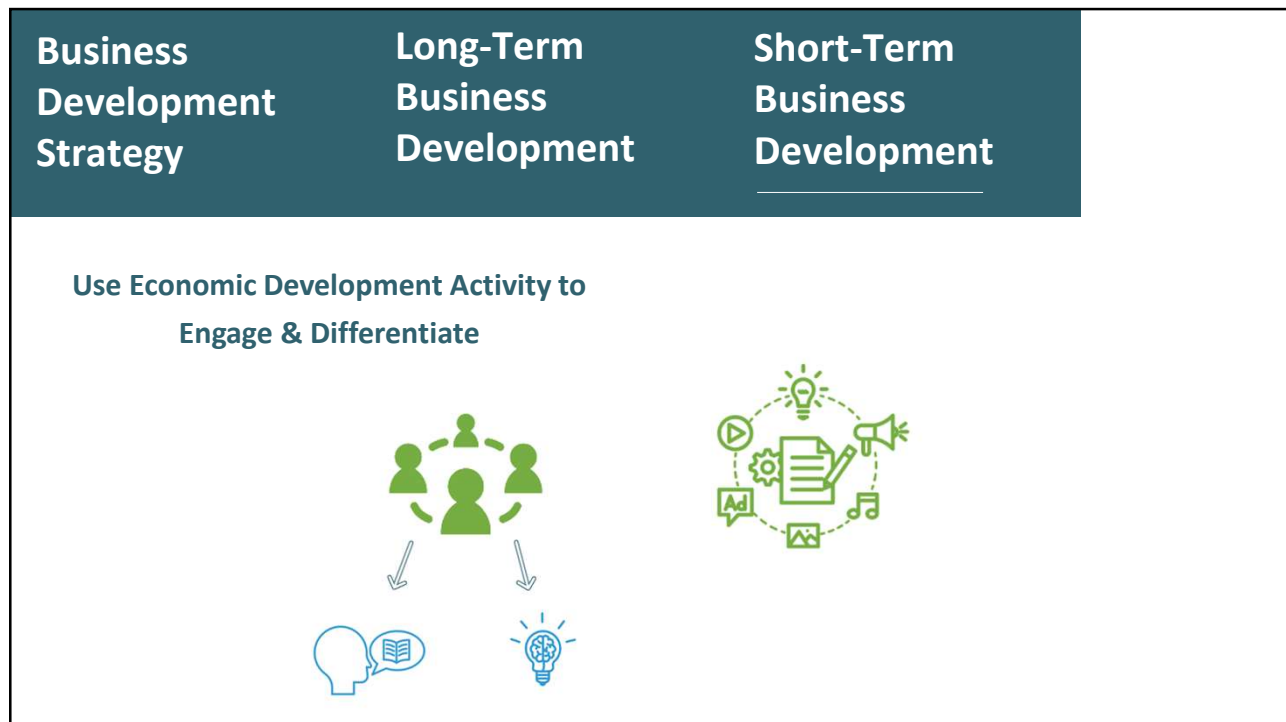 Business
Development
Strategy
Long-Term
Business
Development
Short-Term
Business
Development
Use Economic Development Activity to
Engage & Differentiate
Ad